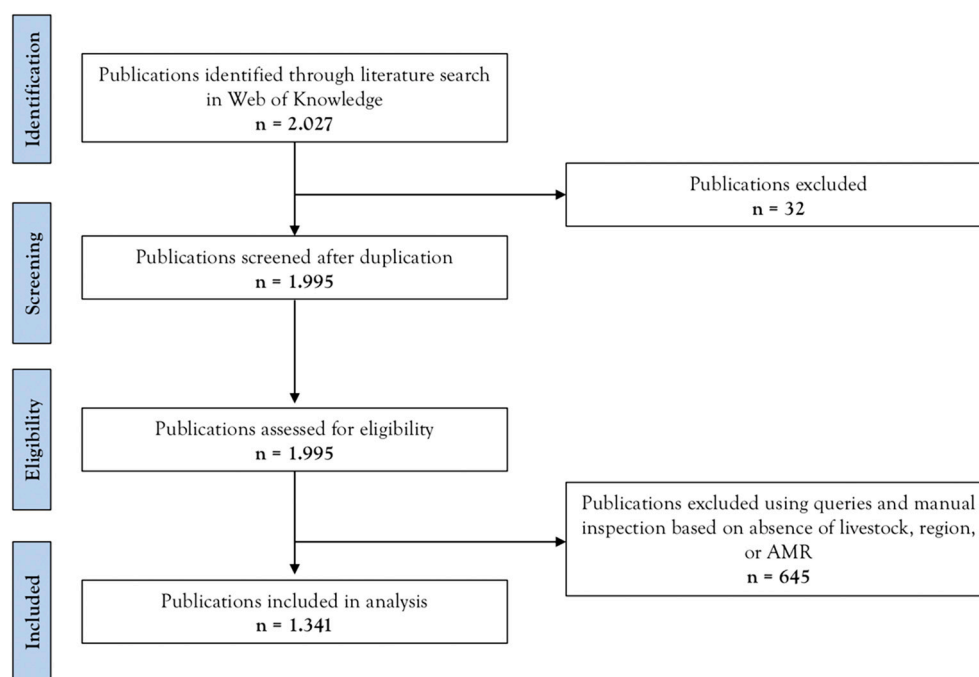 Identification
Publications identified through literature search
in Web of Knowledge
n = 2.027
Publications excluded
n = 32
Screening
Publications screened after duplication
n = 1.995
Eligibility
Publications assessed for eligibility
n = 1.995
Publications excluded using queries and manual
inspection based on absence of livestock, region,
or AMR
n = 645
Included
Publications included in analysis
n = 1.341